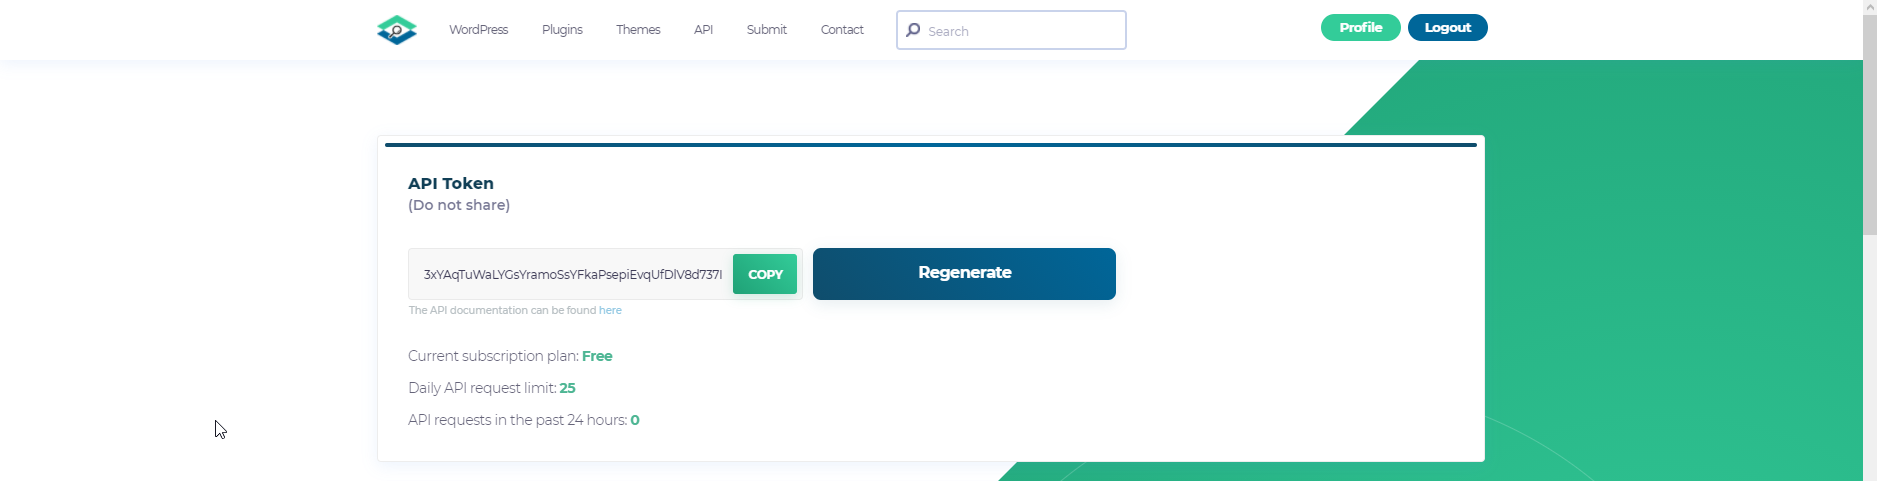 WordPress Plugins Themes API Submit Contact Search Profile Logout
API Token
(Do not share)
3xYAqTuWaLYGsYramoSsYFkaPsepiEvqUfDlV8d737I COPY Regenerate
The API documentation can be found here
Current subscription plan: Free
Daily API request limit: 25
API requests in the past 24 hours: 0